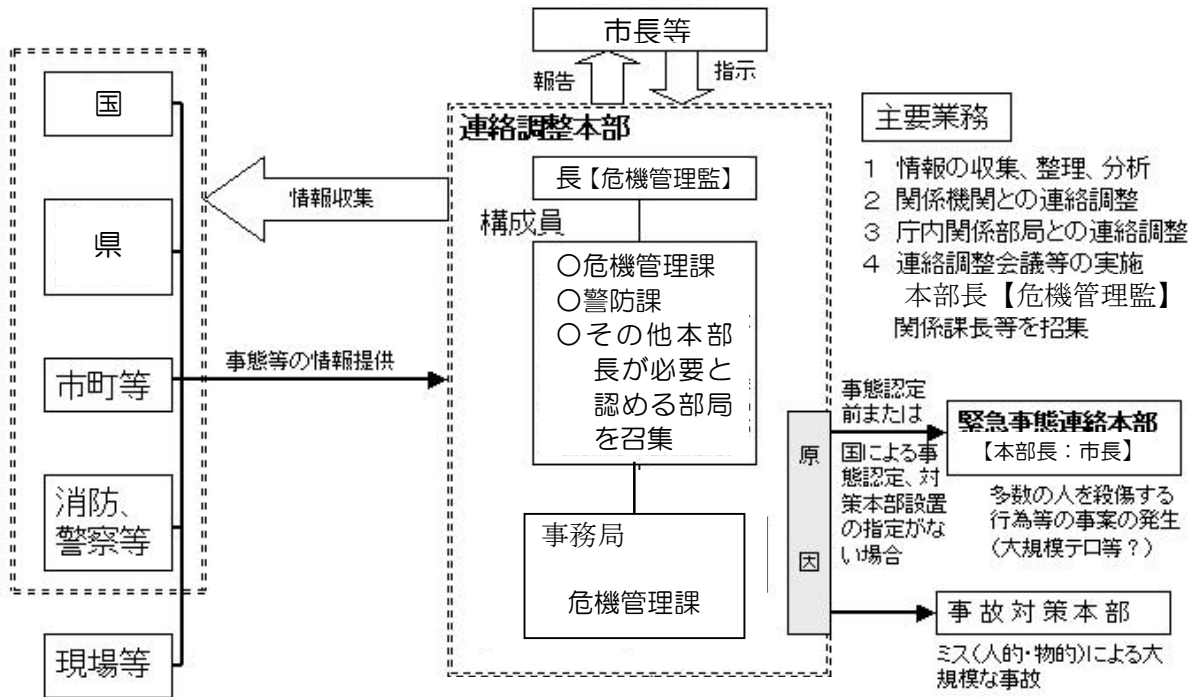 市長等
報告
指示
国
県
市町等
消防、
警察等
現場等
情報収集
事態等の情報提供
連絡調整本部
長【危機管理監】
構成員
○危機管理課
○警防課
○その他本部
長が必要と
認める部局
を召集
事務局
危機管理課
主要業務
1 情報の収集、整理、分析
2 関係機関との連絡調整
3 庁内関係部局との連絡調整
4 連絡調整会議等の実施
本部長【危機管理監】
関係課長等を招集
原
因
事態認定
前または
国による事
態認定、対
策本部設置
の指定がな
い場合
緊急事態連絡本部
【本部長:市長】
多数の人を殺傷する
行為等の事案の発生
(大規模テロ等?)
事故対策本部
ミス(人的・物的)による大
規模な事故